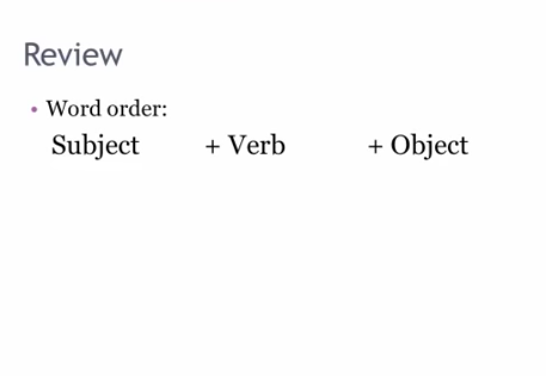 Review
• Word order:
Subject + Verb + Object